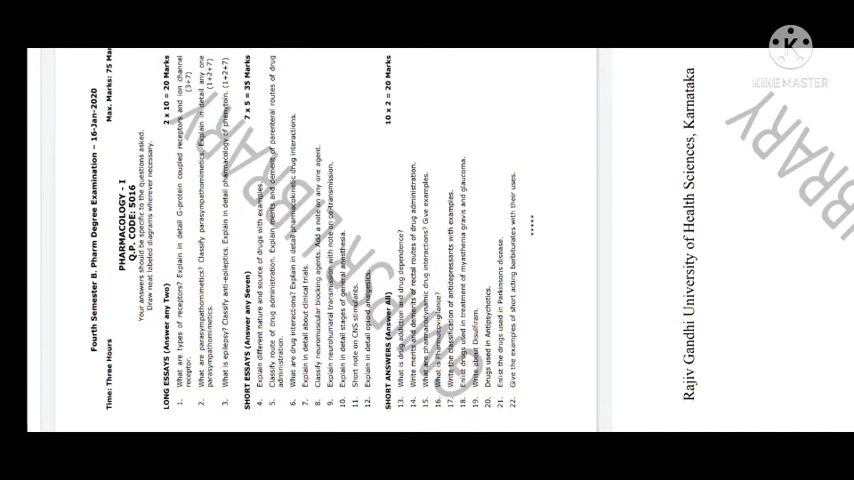 Fourth Semester B. Pharm Degree Examination – 16-Jan-2020
Time: Three Hours Max. Marks: 75 Mar
PHARMACOLOGY – I
Q.P. CODE: 5016
Your answers should be specific to the questions asked.
Draw neat labeled diagrams wherever necessary.
LONG ESSAYS (Answer any Two) 2 x 10 = 20 Marks
1. What are types of receptors? Explain in detail G-protein coupled receptors and ion channel
receptor. (3+7)
2. What are parasympathomimetics? Classify parasympathomimetics. Explain in detail any one
parasympathomimetics. (1+2+7)
3. What is epilepsy? Classify anti-epileptics. Explain in detail pharmacology of phenytoin. (1+2+7)
SHORT ESSAYS (Answer any Seven) 7 x 5 = 35 Marks
4. Explain different nature and source of drugs with examples.
5. Classify route of drug administration. Explain merits and demerit of parenteral routes of drug
administration.
6. What are drug interactions? Explain in detail pharmacokinetic drug interactions.
7. Explain in detail about clinical trials.
8. Classify neuromuscular blocking agents. Add a note on any one agent.
9. Explain neurohumaral transmission with note on co-transmission.
10. Explain in detail stages of general anesthesia.
11. Short note on CNS stimulants.
12. Explain in detail opioid analgesics.
SHORT ANSWERS (Answer All) 10 x 2 = 20 Marks
13. What is drug addiction and drug dependence?
14. Write merits and demerits of rectal routes of drug administration.
15. What are pharmacodynamic drug interactions? Give examples.
16. What is pharmacovigilance?
17. Write the classification of antidepressants with examples.
18. Enlist drugs used in treatment of myasthenia gravis and glaucoma.
19. Write about Disulfiram.
20. Drugs used in Antipsychotics.
21. Enlist the drugs used in Parkinsons disease.
22. Give the examples of short acting barbiturates with their uses.
*****
Rajiv Gandhi University of Health Sciences, Karnataka
KINEMASTER